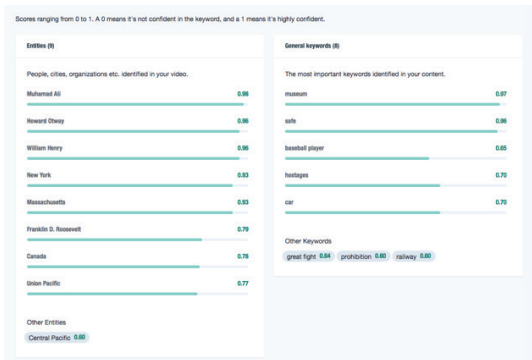 Scores ranging from 0 to 1. A 0 means it's not confident in the keyword, and a 1 means it's highly confident.
Entities (9)
People, cities, organizations etc. identified in your video.
Muhamad Ali 0.98
Howard Otway 0.96
William Henry 0.96
New York 0.93
Massachusetts 0.93
Franklin D. Roosevelt 0.79
Canada 0.78
Union Pacific 0.77
Other Entities
Central Pacific 0.60
General keywords (8)
The most important keywords identified in your content.
museum 0.97
safe 0.96
baseball player 0.65
hostages 0.70
car 0.70
Other Keywords
great fight 0.64 prohibition 0.60 railway 0.60